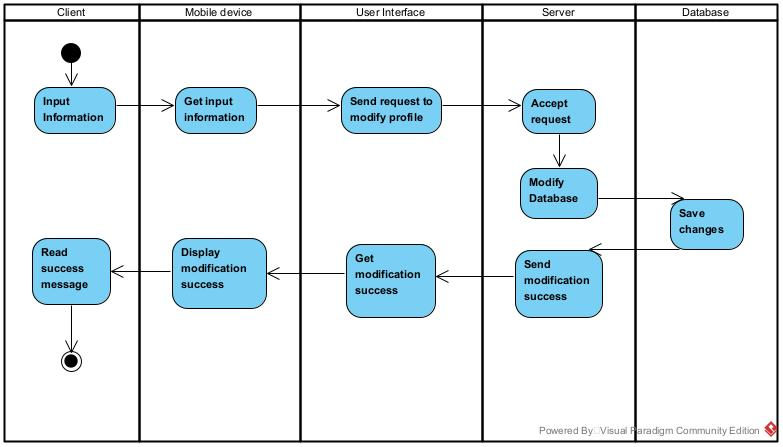 Client
Mobile device
User Interface
Server
Database
Input
Information
Get input
information
Send request to
modify profile
Accept
request
Modify
Database
Save
changes
Send
modification
success
Get
modification
success
Display
modification
success
Read
success
message
Powered By Visual Paradigm Community Edition